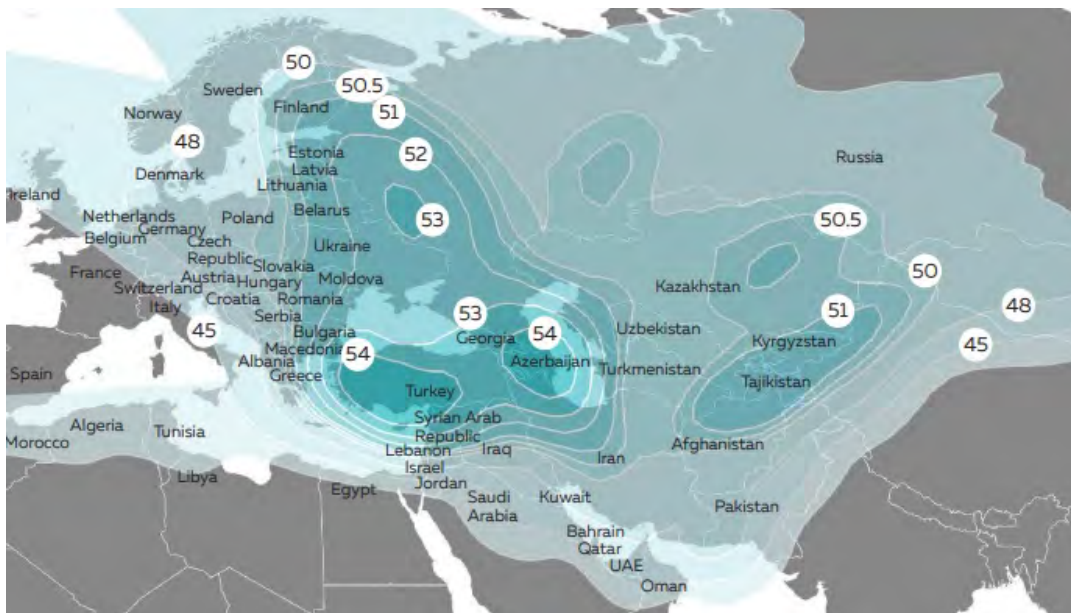 50
50.5
Sweden
Finland
51
Norway
48
52
Estonia
Latvia
Russia
Denmark
Lithuania
Ireland
Belarus
53
50.5
Netherlands
Poland
Germany
Belgium
Czech
Republic
Ukraine
France
Slovakia
50
Austria
Hungary
Moldova
Switzerland
Kazakhstan
Croatia
Romania
48
Italy
Serbia
53
51
45
Bulgaria
Georgia
54
Uzbekistan
Kyrgyzstan
45
Macedonia
54
Albania
Azerbaijan
Greece
Turkmenistan
Spain
Turkey
Tajikistan
Syrian Arab
Republic
Algeria
Tunisia
Morocco
Lebanon
Iraq
Iran
Afghanistan
Israel
Jordan
Libya
Egypt
Saudi
Arabia
Kuwait
Pakistan
Bahrain
Qatar
UAE
Oman